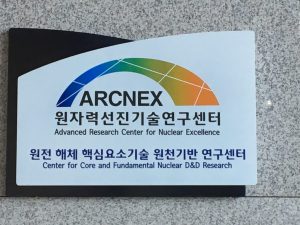 ARCNEX
원자력선진기술연구센터
Advanced Research Center for Nuclear Excellence
원전 해체 핵심요소기술 원천기반 연구센터
Center for Core and Fundamental Nuclear D&D Research